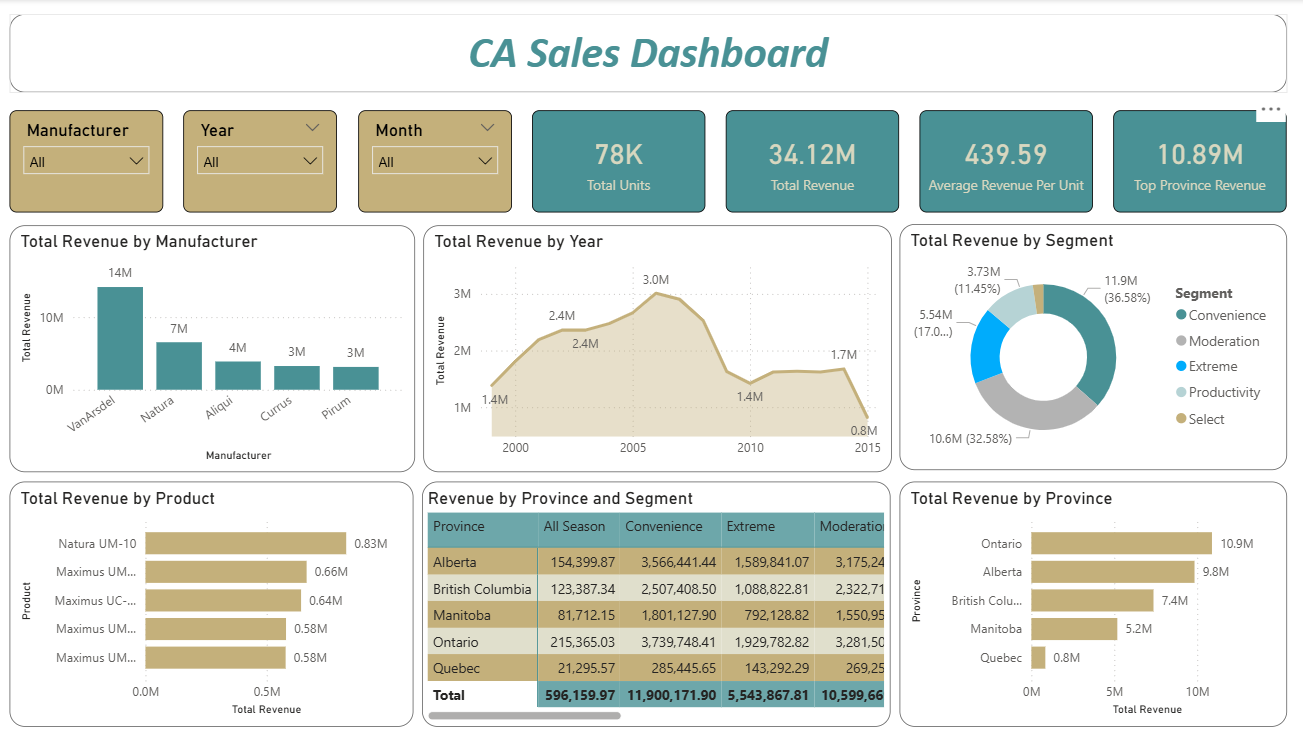 CA Sales Dashboard
Manufacturer
All
Year
All
Month
All
78K
Total Units
34.12M
Total Revenue
439.59
Average Revenue Per Unit
10.89M
Top Province Revenue
Total Revenue by Manufacturer
Total Revenue
10M
0M
14M
7M
4M
3M
3M
VanArsdel
Natura
Aliqui
Currus
Pirum
Manufacturer
Total Revenue by Year
Total Revenue
3M
2M
1M
1.4M
2.4M
2.4M
3.0M
1.4M
1.7M
0.8M
2000 2005 2010 2015
Total Revenue by Segment
3.73M
(11.45%)
11.9M
(36.58%)
5.54M
(17.0...)
10.6M (32.58%)
Segment
Convenience
Moderation
Extreme
Productivity
Select
Total Revenue by Product
Product
Natura UM-10 0.83M
Maximus UM... 0.66M
Maximus UC-... 0.64M
Maximus UM... 0.58M
Maximus UM... 0.58M
0.0M 0.5M
Total Revenue
Revenue by Province and Segment
Province All Season Convenience Extreme Moderatio
Alberta 154,399.87 3,566,441.44 1,589,841.07 3,175,24
British Columbia 123,387.34 2,507,408.50 1,088,822.81 2,322,71
Manitoba 81,712.15 1,801,127.90 792,128.82 1,550,95
Ontario 215,365.03 3,739,748.41 1,929,782.82 3,281,50
Quebec 21,295.57 285,445.65 143,292.29 269,25
Total 596,159.97 11,900,171.90 5,543,867.81 10,599,66
Total Revenue by Province
Province
Ontario 10.9M
Alberta 9.8M
British Colu... 7.4M
Manitoba 5.2M
Quebec 0.8M
0M 5M 10M
Total Revenue